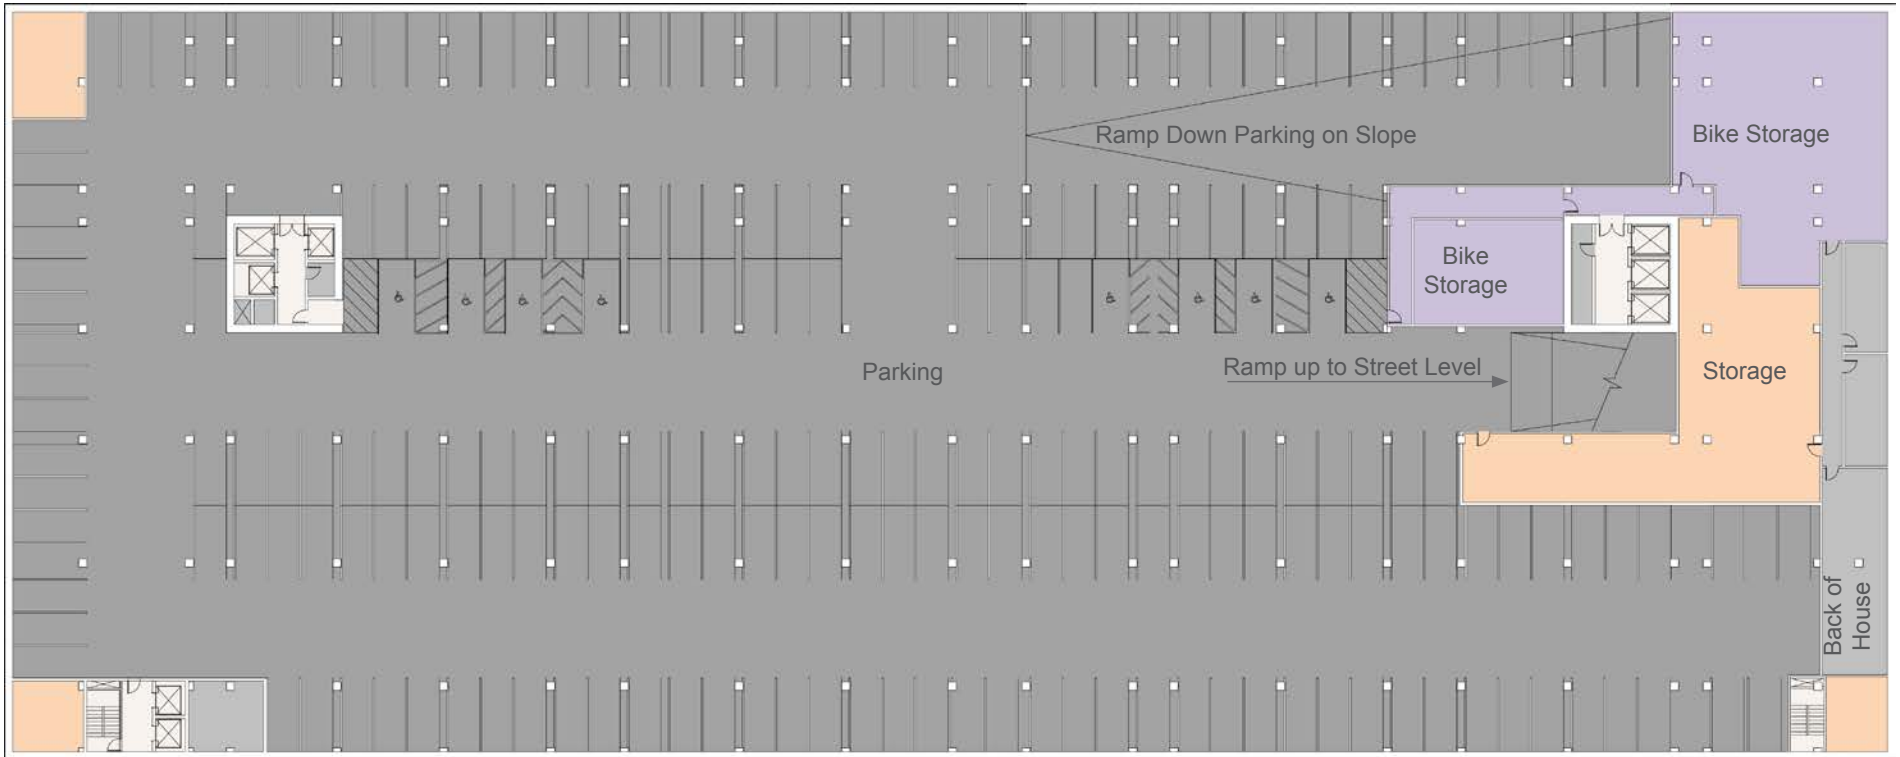 Ramp Down Parking on Slope
Bike Storage
Bike
Storage
Parking
Ramp up to Street Level
Storage
Back of
House